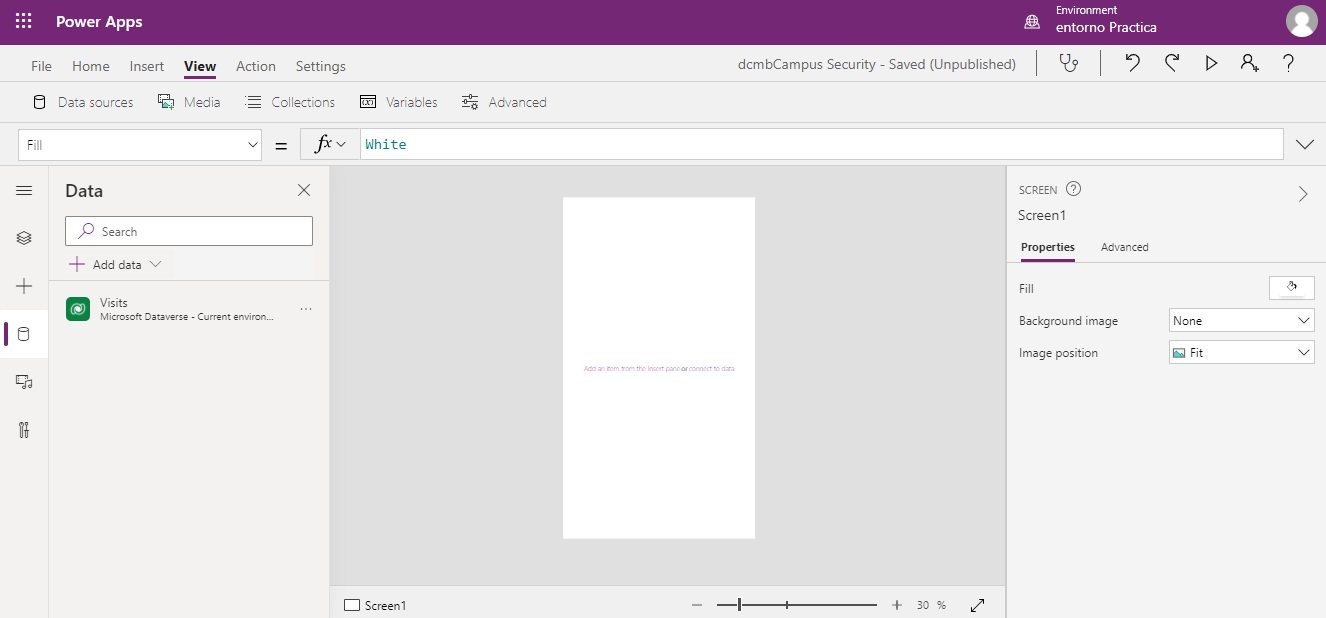 Power Apps
Environment
entorno Practica
File Home Insert View Action Settings
dcmbCampus Security - Saved (Unpublished)
Data sources Media Collections Variables Advanced
Fill = fx White
Data
Search
Add data
Visits
Microsoft Dataverse - Current environ...
Add an item from the Insert pane or connect to data
SCREEN
Screen1
Properties Advanced
Fill
Background image None
Image position Fit
Screen1 30 %